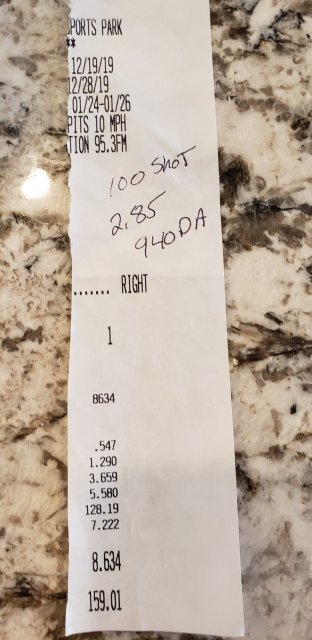 PORTS PARK
**
12/19/19
12/28/19
01/24-01/26
PITS 10 MPH
TION 95.3FM
100 SHOT
2.85
940 DA
....... RIGHT
1
8634
.547
1.290
3.659
5.580
128.19
7.222
8.634
159.01